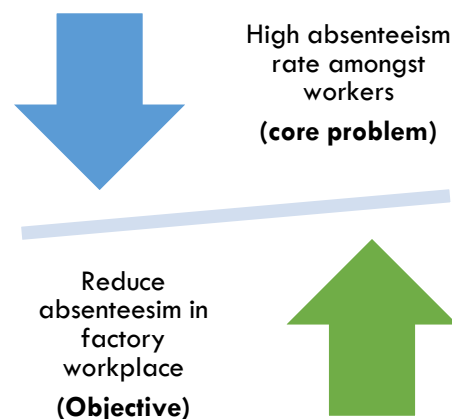 High absenteeism
rate amongst
workers
(core problem)
Reduce
absenteesim in
factory
workplace
(Objective)